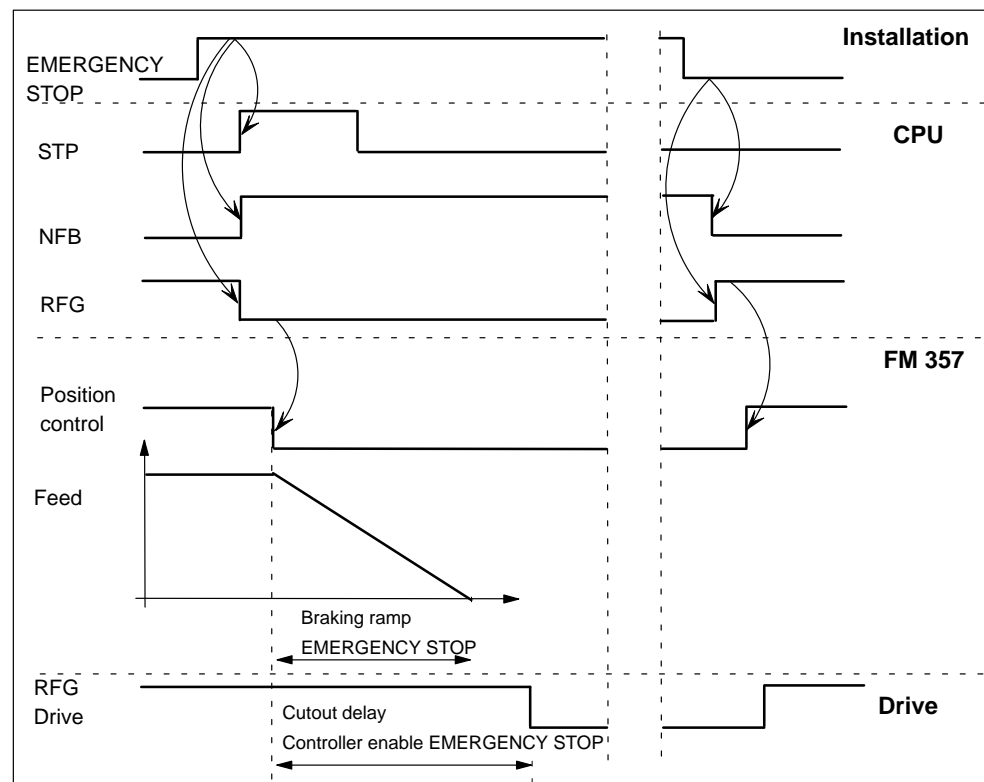 Installation
EMERGENCY
STOP
CPU
STP
NFB
RFG
FM 357
Position
control
Feed
Braking ramp
EMERGENCY STOP
RFG
Drive
Drive
Cutout delay
Controller enable EMERGENCY STOP